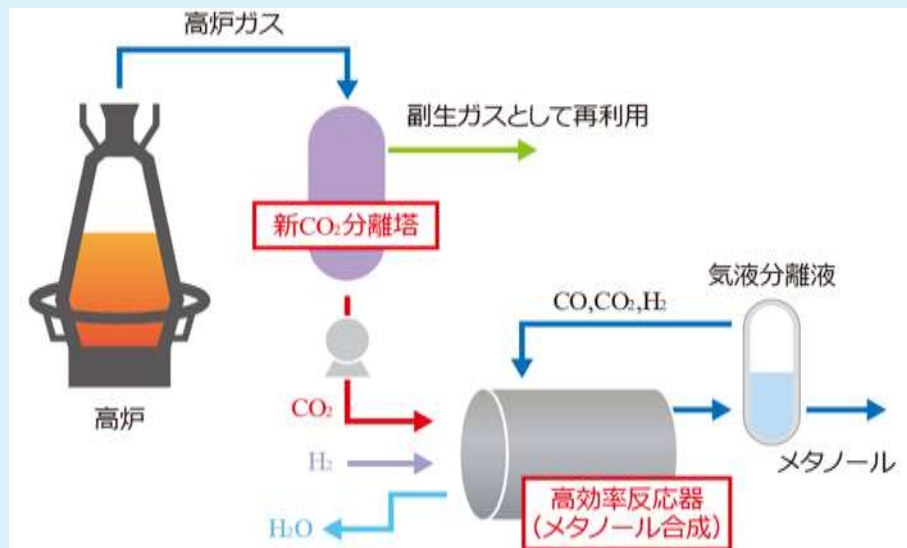 高炉ガス
副生ガスとして再利用
新CO₂分離塔
気液分離液
CO,CO₂,H₂
高炉
CO₂
H₂
メタノール
高効率反応器
(メタノール合成)
H₂O